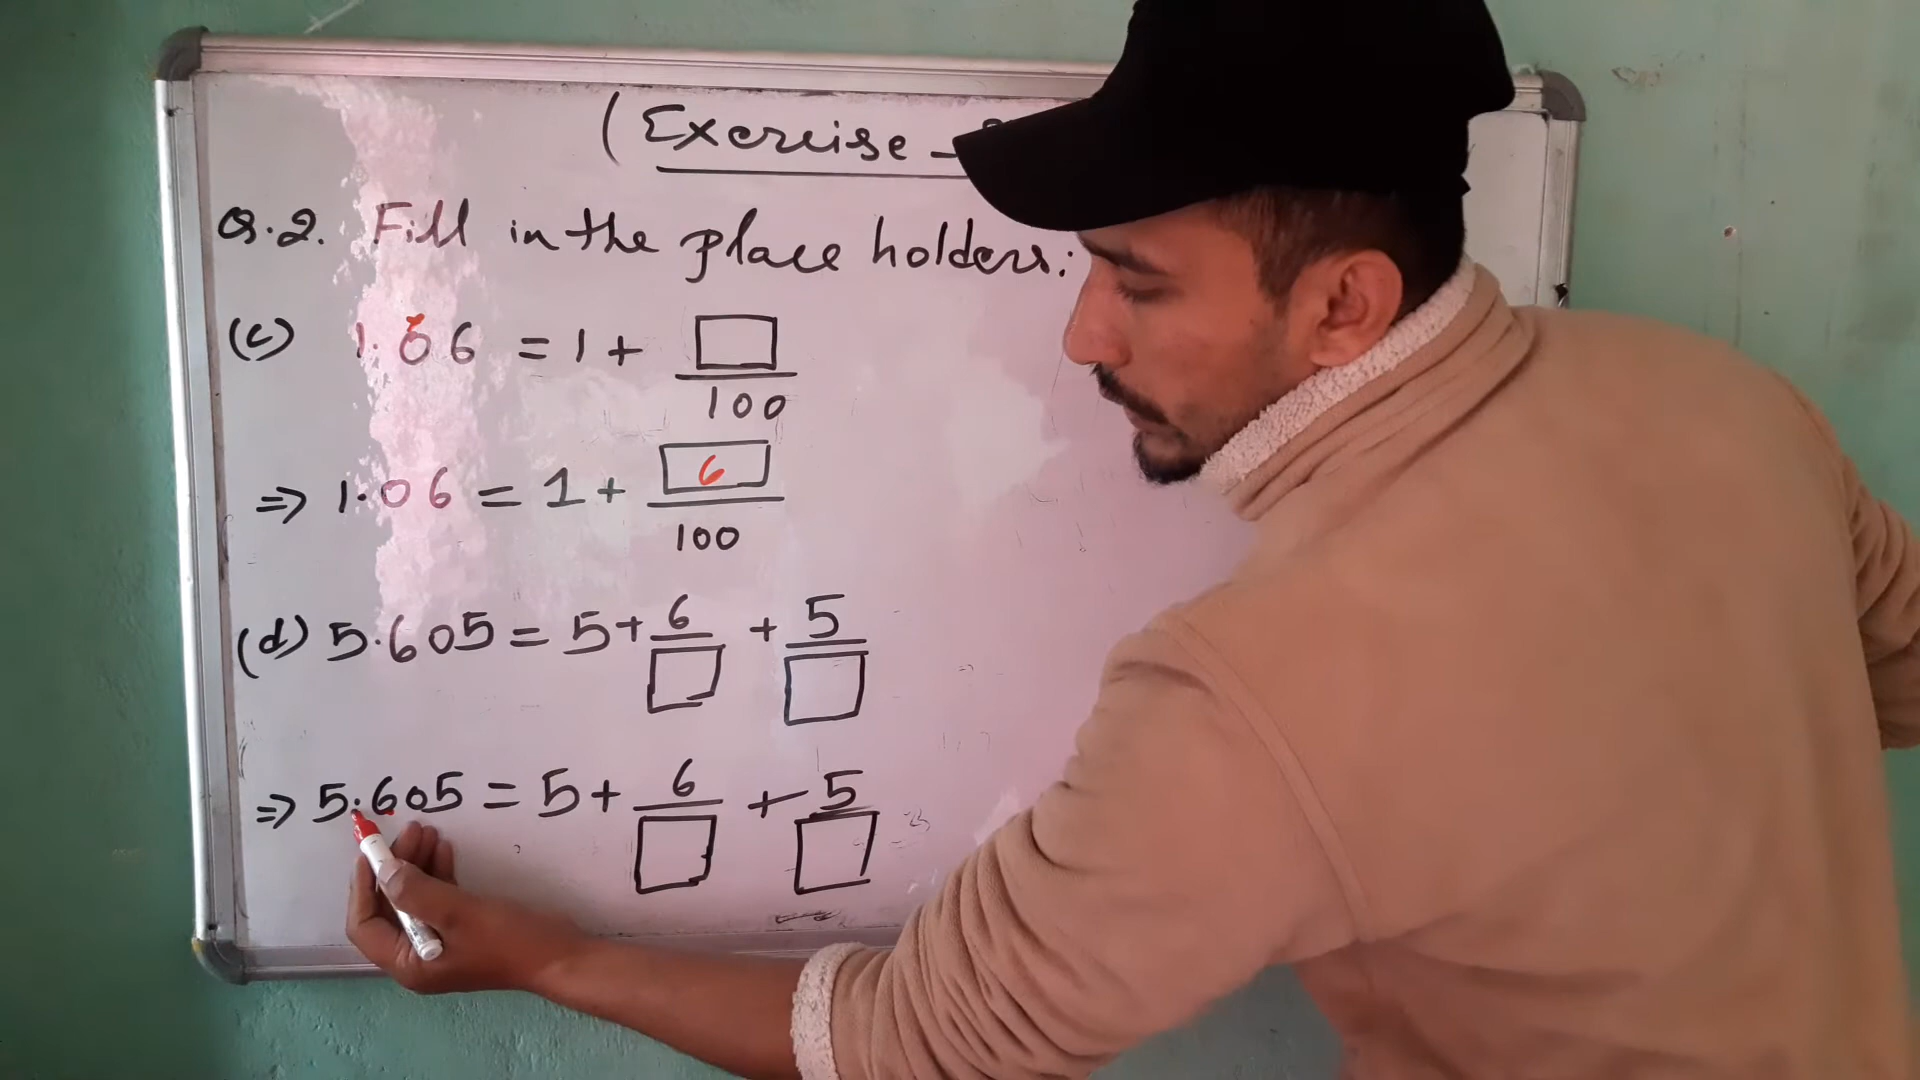 (Exercise -
Q.2. Fill in the place holders:
(c) 1.06 = 1 + □/100
⇒ 1.06 = 1 + 6/100
(d) 5.605 = 5 + 6/□ + 5/□
⇒ 5.605 = 5 + 6/□ + 5/□